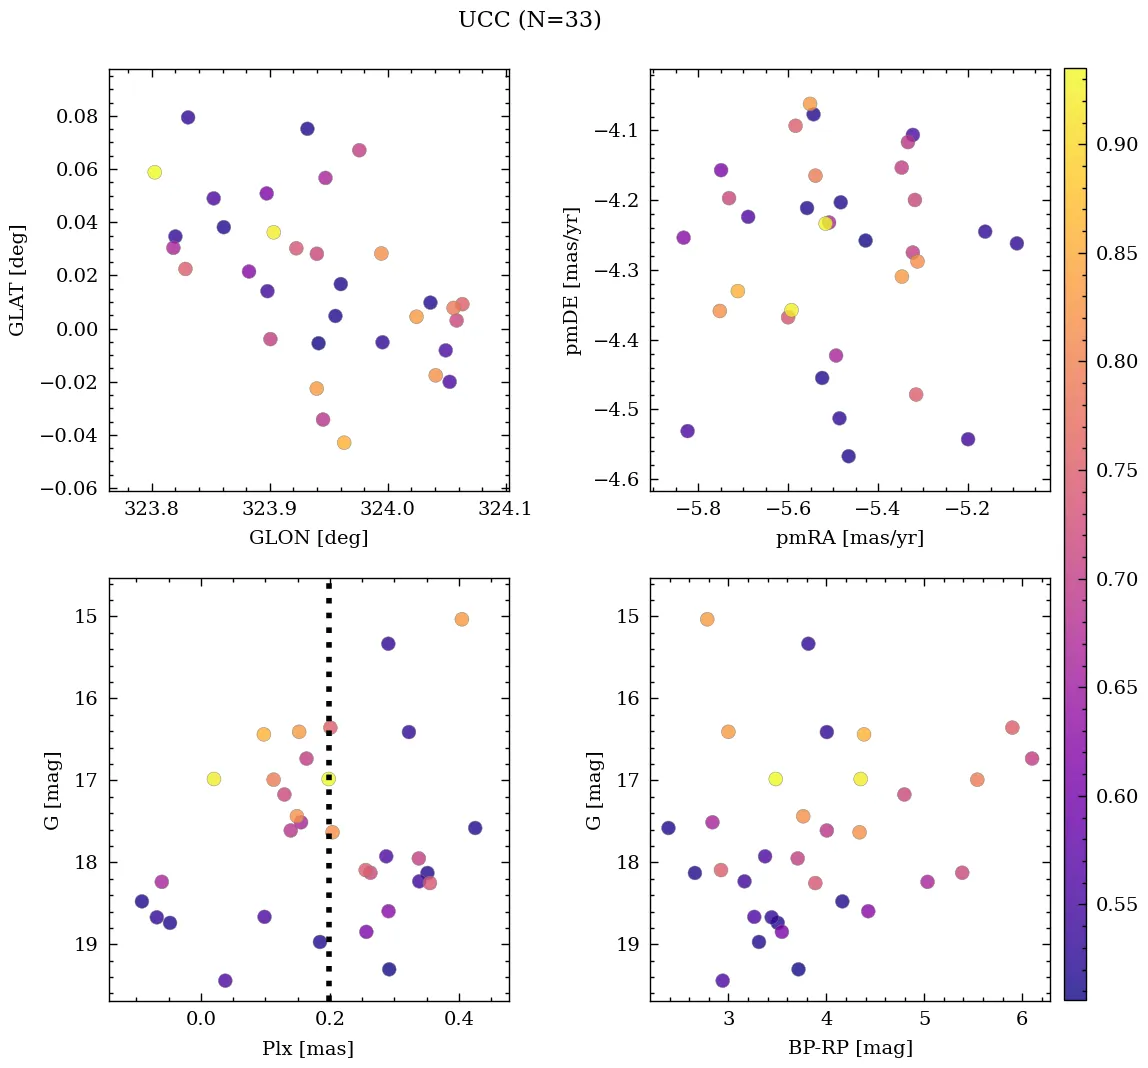 UCC (N=33)
0.08
0.06
0.04
0.02
0.00
−0.02
−0.04
−0.06
GLAT [deg]
323.8 323.9 324.0 324.1
GLON [deg]
−4.1
−4.2
−4.3
−4.4
−4.5
−4.6
pmDE [mas/yr]
−5.8 −5.6 −5.4 −5.2
pmRA [mas/yr]
15
16
17
18
19
G [mag]
0.0 0.2 0.4
Plx [mas]
15
16
17
18
19
G [mag]
3 4 5 6
BP-RP [mag]
0.90
0.85
0.80
0.75
0.70
0.65
0.60
0.55